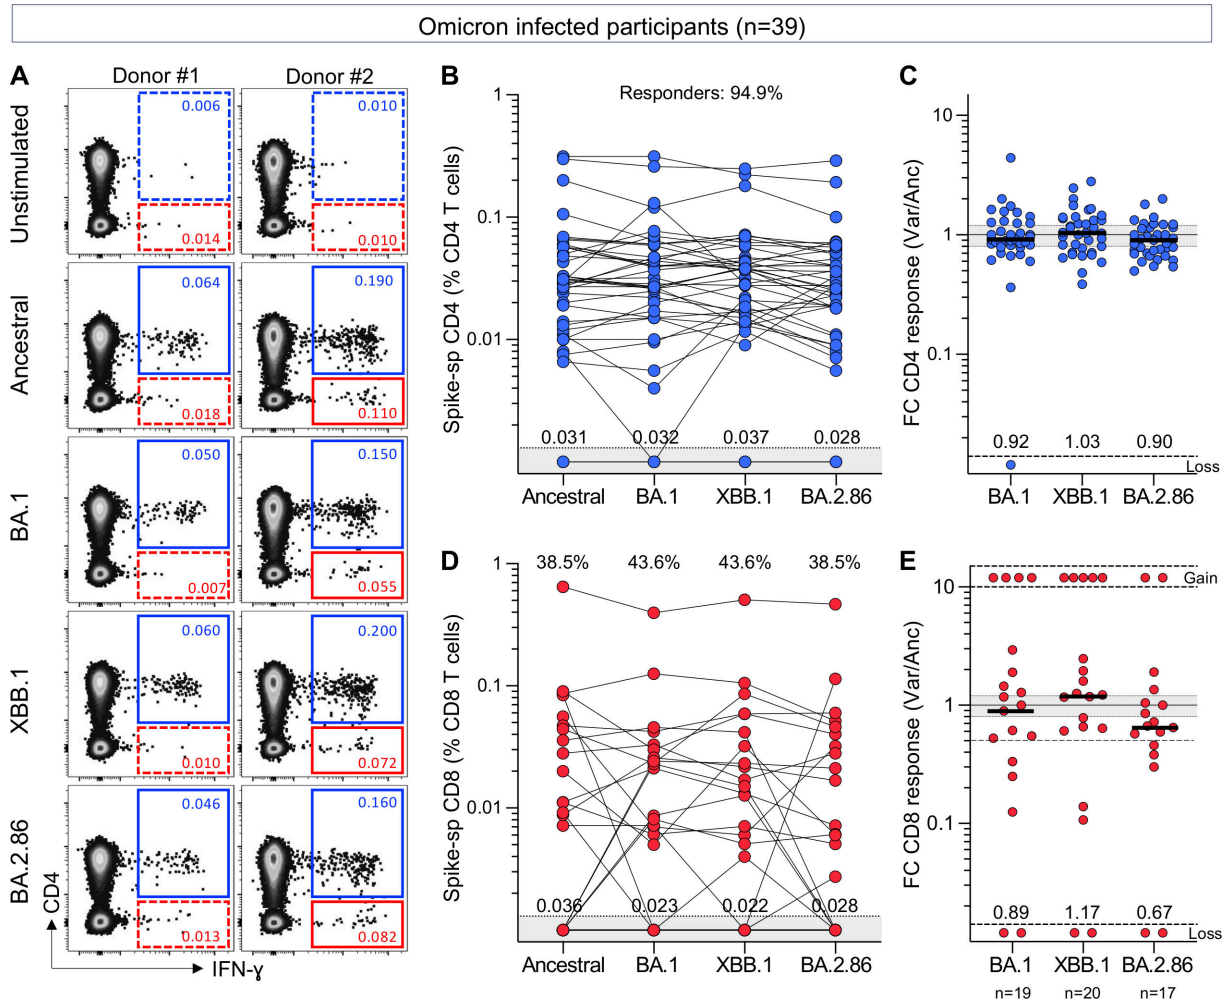 Omicron infected participants (n=39)
A
Donor #1
Donor #2
Unstimulated
0.006
0.010
0.014
0.010
Ancestral
0.064
0.190
0.018
0.110
BA.1
0.050
0.150
0.007
0.055
XBB.1
0.060
0.200
0.010
0.072
BA.2.86
0.046
0.160
0.013
0.082
CD4
IFN-ɣ
B
Responders: 94.9%
Spike-sp CD4 (% CD4 T cells)
1
0.1
0.01
0.031
0.032
0.037
0.028
Ancestral
BA.1
XBB.1
BA.2.86
C
FC CD4 response (Var/Anc)
10
1
0.1
0.92
1.03
0.90
Loss
BA.1
XBB.1
BA.2.86
D
38.5%
43.6%
43.6%
38.5%
Spike-sp CD8 (% CD8 T cells)
1
0.1
0.01
0.036
0.023
0.022
0.028
Ancestral
BA.1
XBB.1
BA.2.86
E
FC CD8 response (Var/Anc)
10
1
0.1
Gain
0.89
1.17
0.67
Loss
BA.1
XBB.1
BA.2.86
n=19
n=20
n=17